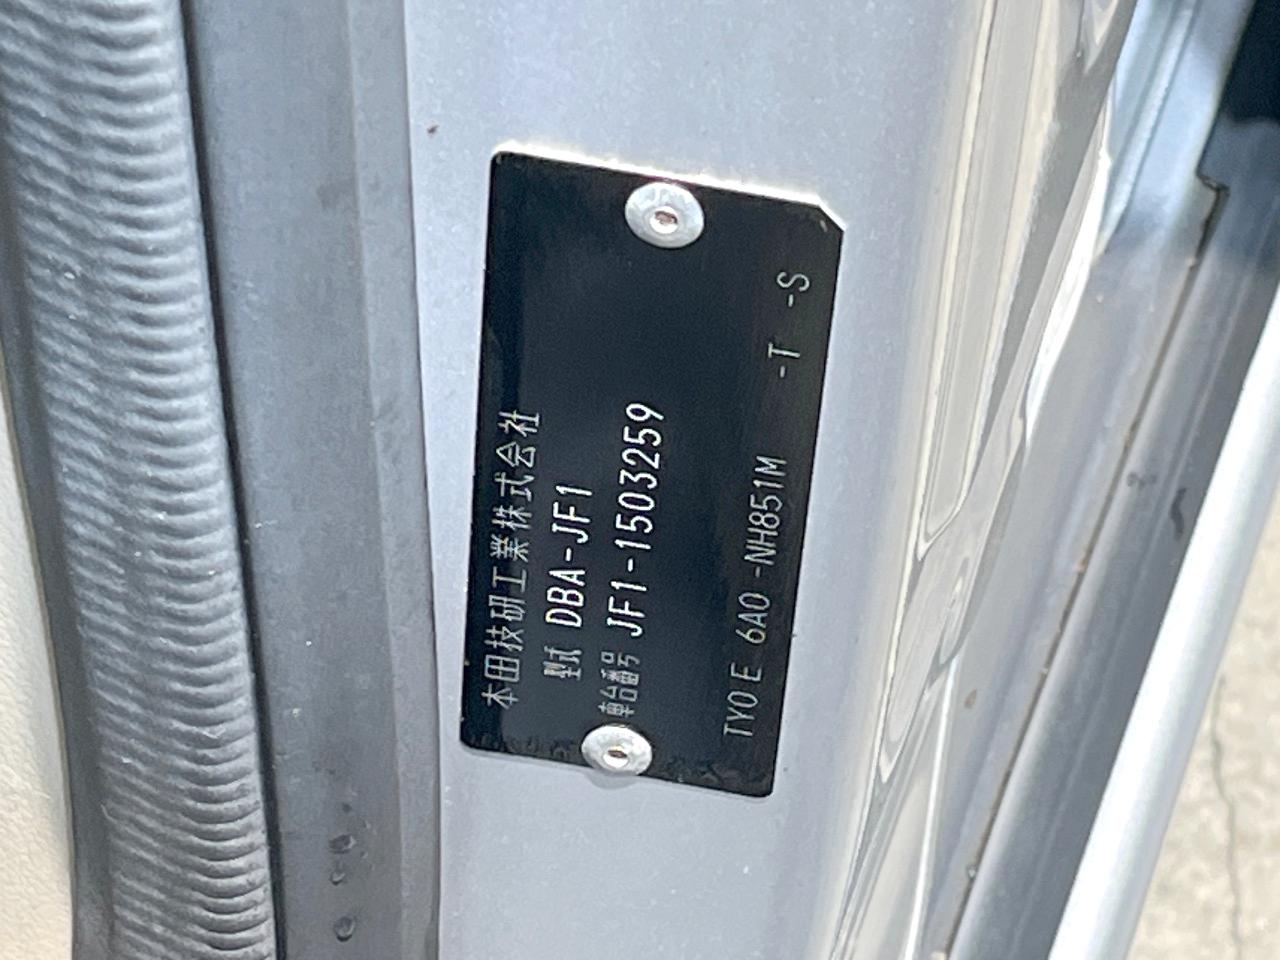 本田技研工業株式会社
型式 DBA-JF1
車台番号 JF1-1503259
TY0 E 6A0 -NH851M -T -S